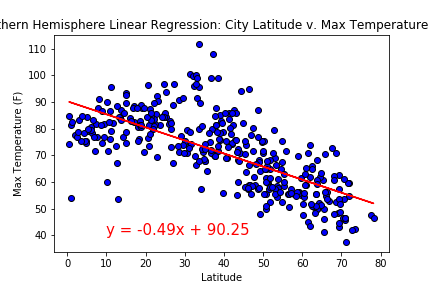 thern Hemisphere Linear Regression: City Latitude v. Max Temperature
110
100
90
80
70
60
50
40
Max Temperature (F)
y = -0.49x + 90.25
0 10 20 30 40 50 60 70 80
Latitude